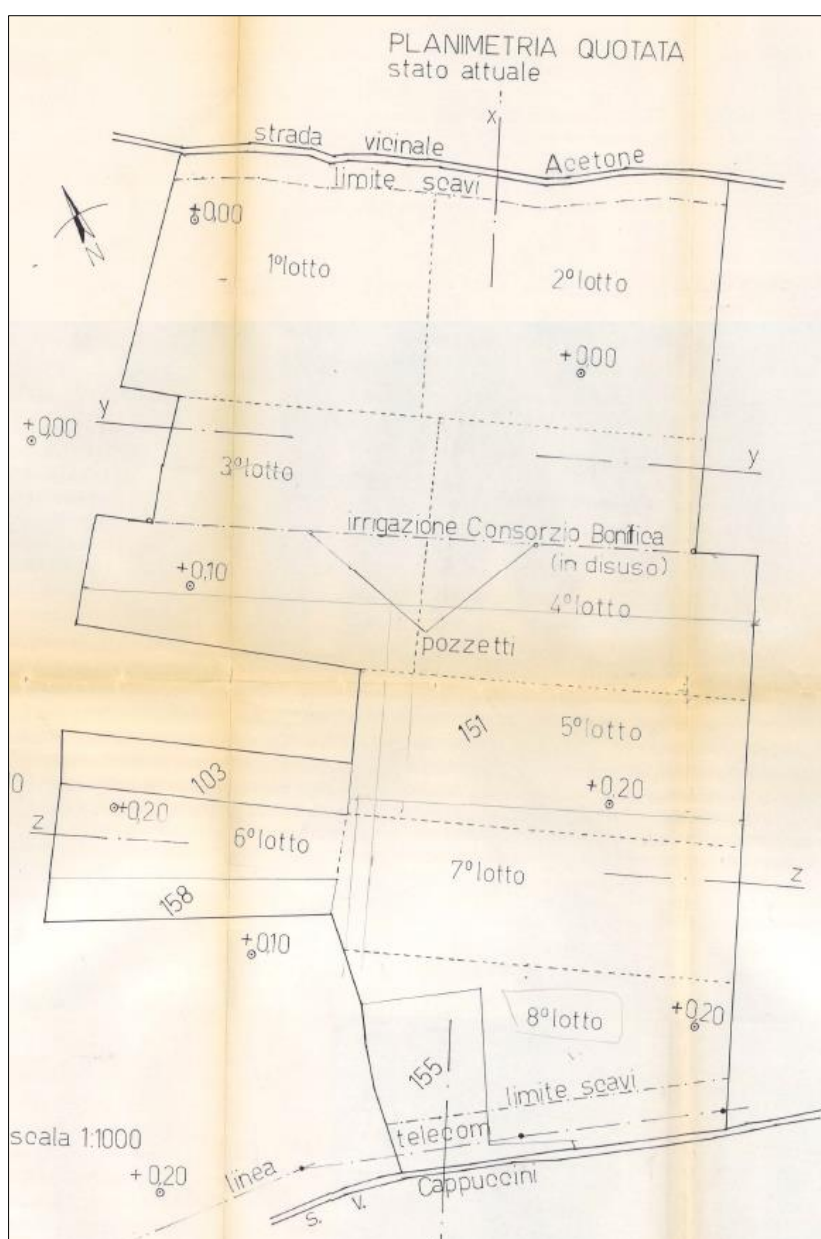 PLANIMETRIA QUOTATA
stato attuale
x
strada vicinale Acetone
limite scavi
+0,00
N
1°lotto
2°lotto
+0,00
y
+0,00
3°lotto
y
irrigazione Consorzio Bonifica
(in disuso)
+0,10
4°lotto
pozzetti
151
5°lotto
103
0
+0,20
+0,20
z
6°lotto
7°lotto
z
158
+0,10
8°lotto
+0,20
155
limite scavi
scala 1:1000
telecom
linea
+0,20
Cappuccini
s. v.